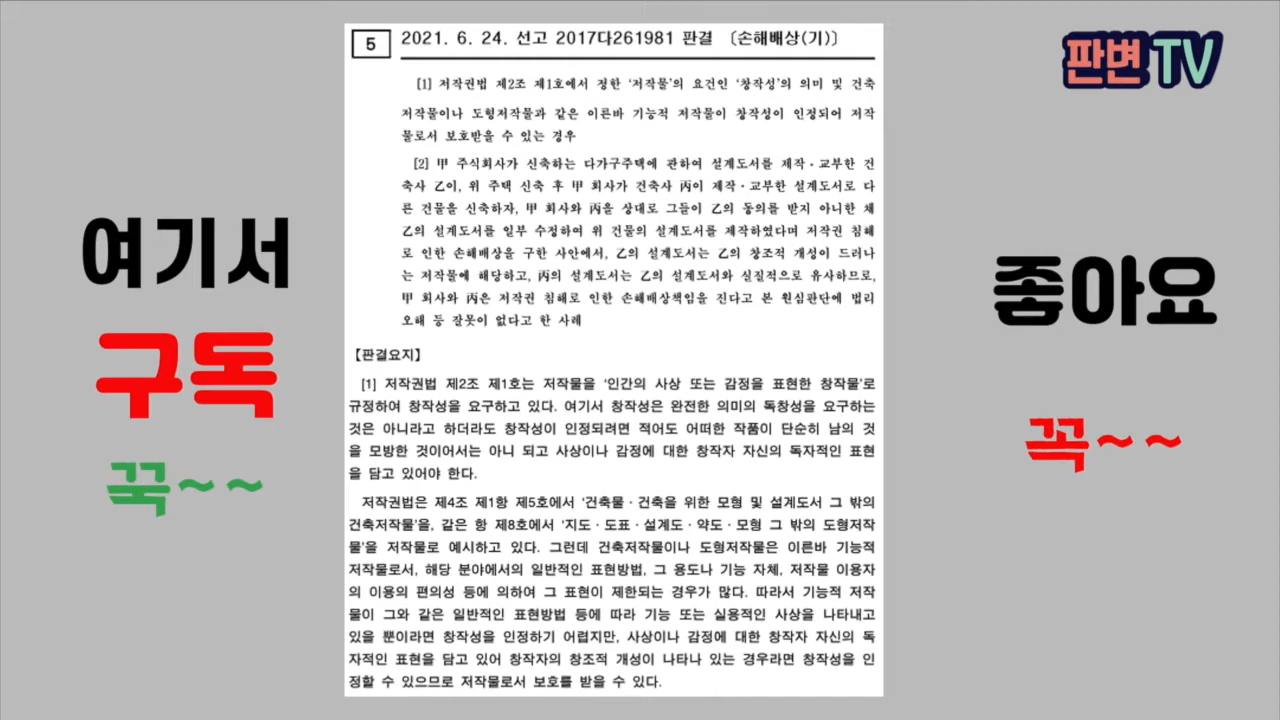 판변 TV
여기서
구독
꾹~~
좋아요
꼭~~
5
2021. 6. 24. 선고 2017다261981 판결 〔손해배상(기)〕
[1] 저작권법 제2조 제1호에서 정한 ‘저작물’의 요건인 ‘창작성’의 의미 및 건축
저작물이나 도형저작물과 같은 이른바 기능적 저작물이 창작성이 인정되어 저작
물로서 보호받을 수 있는 경우
[2] 甲 주식회사가 신축하는 다가구주택에 관하여 설계도서를 제작·교부한 건
축사 乙이, 위 주택 신축 후 甲 회사가 건축사 丙이 제작·교부한 설계도서로 다
른 건물을 신축하자, 甲 회사와 丙을 상대로 그들이 乙의 동의를 받지 아니한 채
乙의 설계도서를 일부 수정하여 위 건물의 설계도서를 제작하였다며 저작권 침해
로 인한 손해배상을 구한 사안에서, 乙의 설계도서는 乙의 창조적 개성이 드러나
는 저작물에 해당하고, 丙의 설계도서는 乙의 설계도서와 실질적으로 유사하므로,
甲 회사와 丙은 저작권 침해로 인한 손해배상책임을 진다고 본 원심판단에 법리
오해 등 잘못이 없다고 한 사례
【판결요지】
[1] 저작권법 제2조 제1호는 저작물을 ‘인간의 사상 또는 감정을 표현한 창작물’로
규정하여 창작성을 요구하고 있다. 여기서 창작성은 완전한 의미의 독창성을 요구하는
것은 아니라고 하더라도 창작성이 인정되려면 적어도 어떠한 작품이 단순히 남의 것
을 모방한 것이어서는 아니 되고 사상이나 감정에 대한 창작자 자신의 독자적인 표현
을 담고 있어야 한다.
저작권법은 제4조 제1항 제5호에서 ‘건축물·건축을 위한 모형 및 설계도서 그 밖의
건축저작물’을, 같은 항 제8호에서 ‘지도·도표·설계도·약도·모형 그 밖의 도형저작
물’을 저작물로 예시하고 있다. 그런데 건축저작물이나 도형저작물은 이른바 기능적
저작물로서, 해당 분야에서의 일반적인 표현방법, 그 용도나 기능 자체, 저작물 이용자
의 이용의 편의성 등에 의하여 그 표현이 제한되는 경우가 많다. 따라서 기능적 저작
물이 그와 같은 일반적인 표현방법 등에 따라 기능 또는 실용적인 사상을 나타내고
있을 뿐이라면 창작성을 인정하기 어렵지만, 사상이나 감정에 대한 창작자 자신의 독
자적인 표현을 담고 있어 창작자의 창조적 개성이 나타나 있는 경우라면 창작성을 인
정할 수 있으므로 저작물로서 보호를 받을 수 있다.